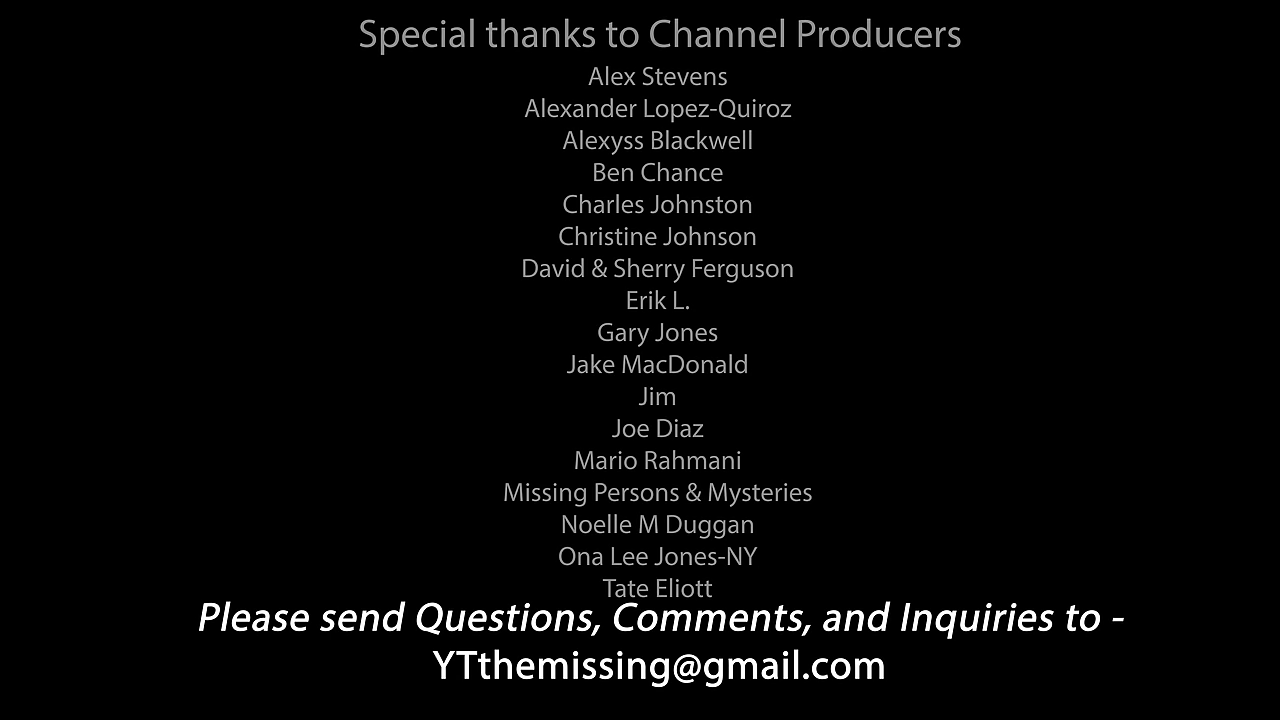 Special thanks to Channel Producers
Alex Stevens
Alexander Lopez-Quiroz
Alexyss Blackwell
Ben Chance
Charles Johnston
Christine Johnson
David & Sherry Ferguson
Erik L.
Gary Jones
Jake MacDonald
Jim
Joe Diaz
Mario Rahmani
Missing Persons & Mysteries
Noelle M Duggan
Ona Lee Jones-NY
Tate Eliott
Please send Questions, Comments, and Inquiries to -
YTthemissing@gmail.com